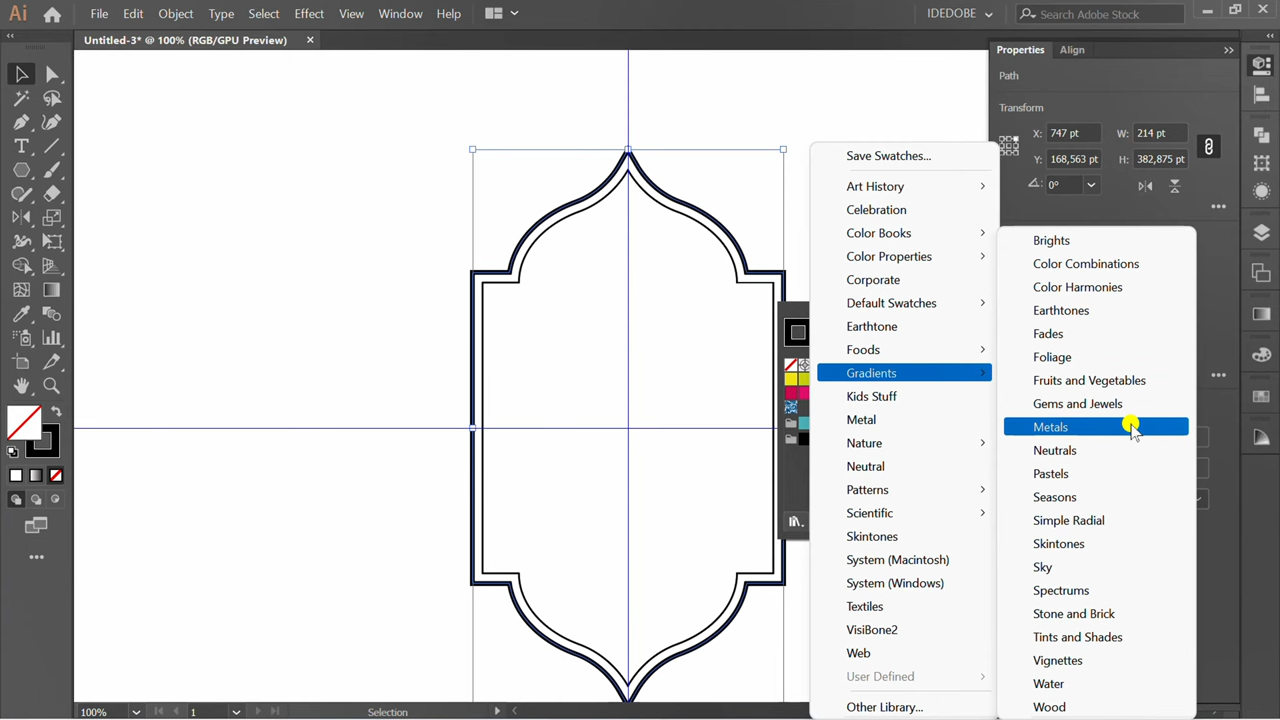 Ai
File Edit Object Type Select Effect View Window Help
IDEDOBE
Search Adobe Stock
Untitled-3* @ 100% (RGB/GPU Preview)
Properties Align
Path
Transform
X: 747 pt W: 214 pt
Y: 168,563 pt H: 382,875 pt
0°
Save Swatches...
Art History
Celebration
Color Books
Color Properties
Corporate
Default Swatches
Earthtone
Foods
Gradients
Kids Stuff
Metal
Nature
Neutral
Patterns
Scientific
Skintones
System (Macintosh)
System (Windows)
Textiles
VisiBone2
Web
User Defined
Other Library...
Brights
Color Combinations
Color Harmonies
Earthtones
Fades
Foliage
Fruits and Vegetables
Gems and Jewels
Metals
Neutrals
Pastels
Seasons
Simple Radial
Skintones
Sky
Spectrums
Stone and Brick
Tints and Shades
Vignettes
Water
Wood
100% 1 Selection